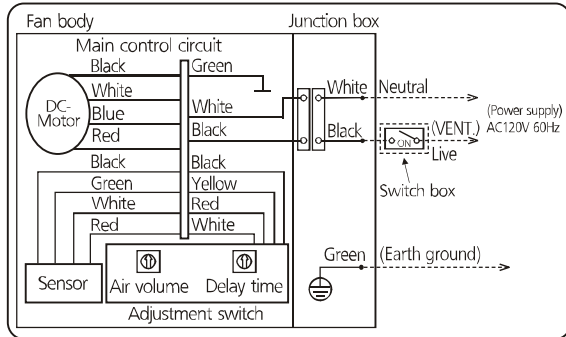 Fan body
Junction box
Main control circuit
Black
Green
White
White
Neutral
DC-
Motor
Blue
White
(Power supply)
AC120V 60Hz
Red
Black
Black
(VENT.)
ON
Live
Black
Black
Green
Yellow
Switch box
White
Red
Red
White
Green
(Earth ground)
Sensor
Air volume
Delay time
Adjustment switch